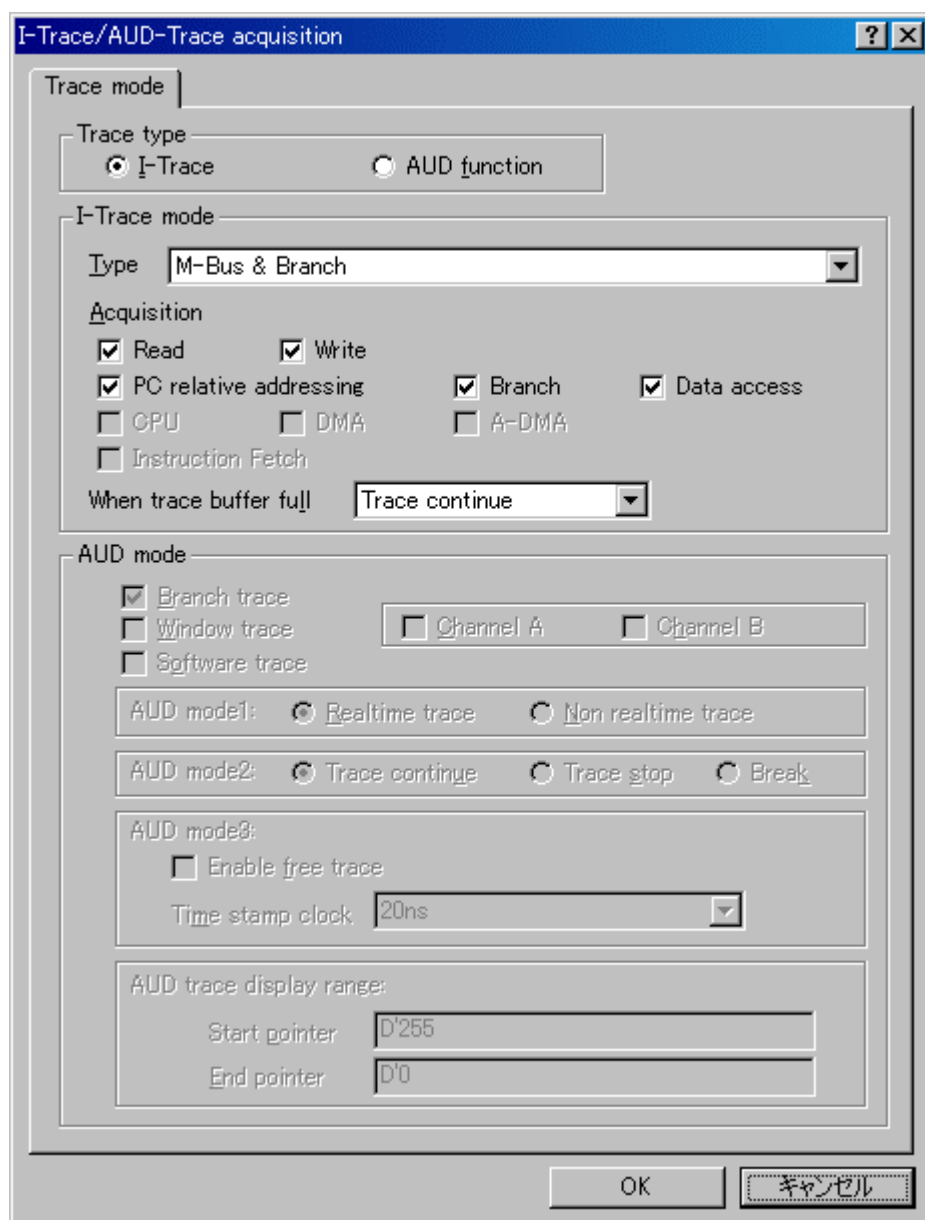 I-Trace/AUD-Trace acquisition
Trace mode
Trace type
I-Trace AUD function
I-Trace mode
Type M-Bus & Branch
Acquisition
Read Write
PC relative addressing Branch Data access
CPU DMA A-DMA
Instruction Fetch
When trace buffer full Trace continue
AUD mode
Branch trace
Window trace Channel A Channel B
Software trace
AUD mode1: Realtime trace Non realtime trace
AUD mode2: Trace continue Trace stop Break
AUD mode3:
Enable free trace
Time stamp clock 20ns
AUD trace display range:
Start pointer D'255
End pointer D'0
OK キャンセル